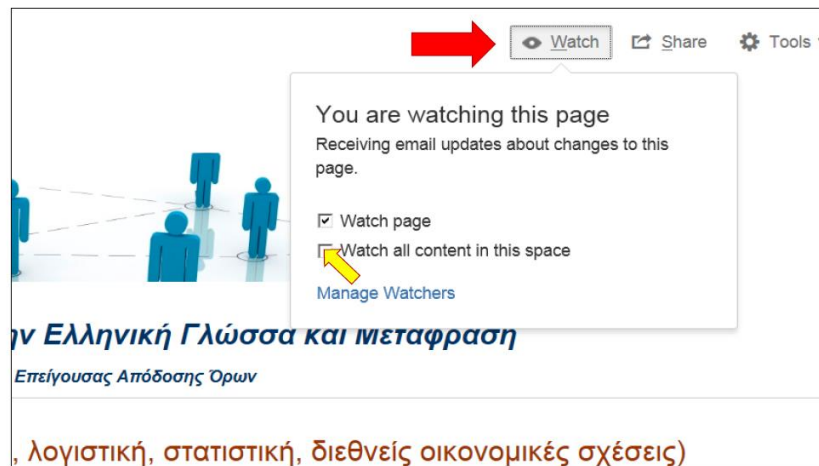 Watch Share Tools
You are watching this page
Receiving email updates about changes to this
page.
Watch page
Watch all content in this space
Manage Watchers
ν Ελληνική Γλώσσα και Μετάφραση
Επείγουσας Απόδοσης Όρων
, λογιστική, στατιστική, διεθνείς οικονομικές σχέσεις)